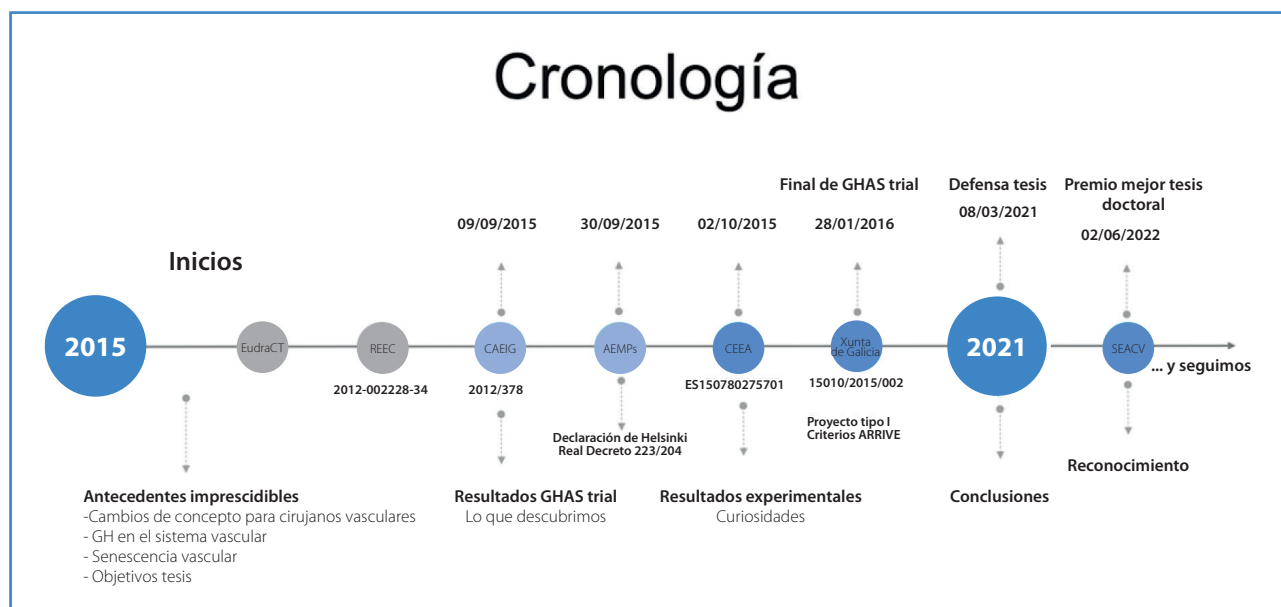 Cronología
Final de GHAS trial
Defensa tesis
08/03/2021
Premio mejor tesis
doctoral
02/06/2022
09/09/2015
30/09/2015
02/10/2015
28/01/2016
Inicios
2015
EudraCT
REEC
CAEIG
AEMPs
CEEA
Xunta
de Galicia
2021
SEACV
... y seguimos
2012-002228-34
2012/378
ES150780275701
15010/2015/002
Declaración de Helsinki
Real Decreto 223/204
Proyecto tipo I
Criterios ARRIVE
Reconocimiento
Antecedentes imprescidibles
-Cambios de concepto para cirujanos vasculares
- GH en el sistema vascular
- Senescencia vascular
- Objetivos tesis
Resultados GHAS trial
Lo que descubrimos
Resultados experimentales
Curiosidades
Conclusiones